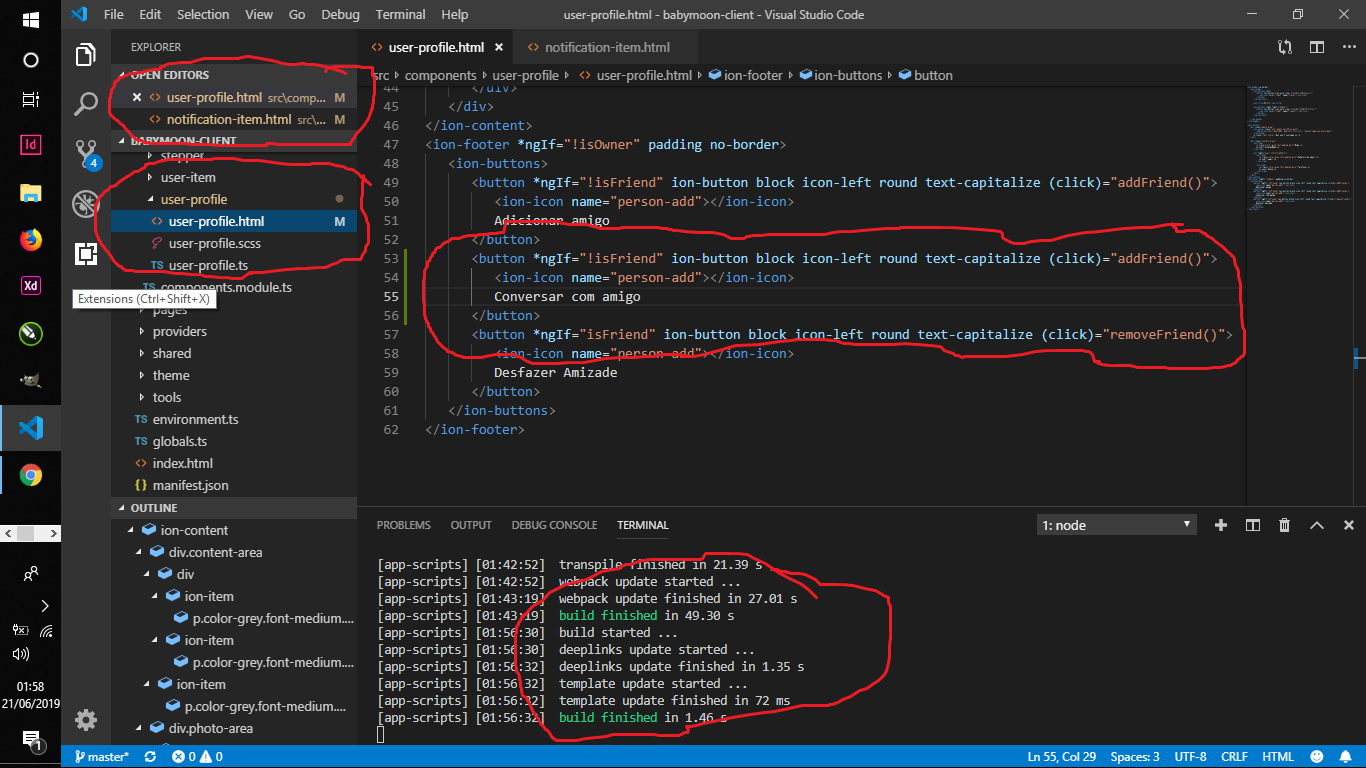 File Edit Selection View Go Debug Terminal Help
user-profile.html - babymoon-client - Visual Studio Code
EXPLORER
OPEN EDITORS
user-profile.html src\comp... M
notification-item.html src\... M
BABYMOON-CLIENT
stepper
user-item
user-profile
user-profile.html M
user-profile.scss
TS user-profile.ts
TS components.module.ts
Extensions (Ctrl+Shift+X)
pages
providers
shared
theme
tools
TS environment.ts
TS globals.ts
index.html
{} manifest.json
OUTLINE
ion-content
div.content-area
div
ion-item
p.color-grey.font-medium....
ion-item
p.color-grey.font-medium....
ion-item
p.color-grey.font-medium....
div.photo-area
user-profile.html
notification-item.html
src › components › user-profile › user-profile.html › ion-footer › ion-buttons › button
44 </div>
45 </div>
46 </ion-content>
47 <ion-footer *ngIf="!isOwner" padding no-border>
48 <ion-buttons>
49 <button *ngIf="!isFriend" ion-button block icon-left round text-capitalize (click)="addFriend()">
50 <ion-icon name="person-add"></ion-icon>
51 Adicionar amigo
52 </button>
53 <button *ngIf="!isFriend" ion-button block icon-left round text-capitalize (click)="addFriend()">
54 <ion-icon name="person-add"></ion-icon>
55 Conversar com amigo
56 </button>
57 <button *ngIf="isFriend" ion-button block icon-left round text-capitalize (click)="removeFriend()">
58 <ion-icon name="person-add"></ion-icon>
59 Desfazer Amizade
60 </button>
61 </ion-buttons>
62 </ion-footer>
PROBLEMS OUTPUT DEBUG CONSOLE TERMINAL
1: node
[app-scripts] [01:42:52] transpile finished in 21.39 s
[app-scripts] [01:42:52] webpack update started ...
[app-scripts] [01:43:19] webpack update finished in 27.01 s
[app-scripts] [01:43:19] build finished in 49.30 s
[app-scripts] [01:56:30] build started ...
[app-scripts] [01:56:30] deeplinks update started ...
[app-scripts] [01:56:32] deeplinks update finished in 1.35 s
[app-scripts] [01:56:32] template update started ...
[app-scripts] [01:56:32] template update finished in 72 ms
[app-scripts] [01:56:32] build finished in 1.46 s
master*
0 0
Ln 55, Col 29
Spaces: 3
UTF-8
CRLF
HTML
Id
Xd
4
01:58
21/06/2019
1